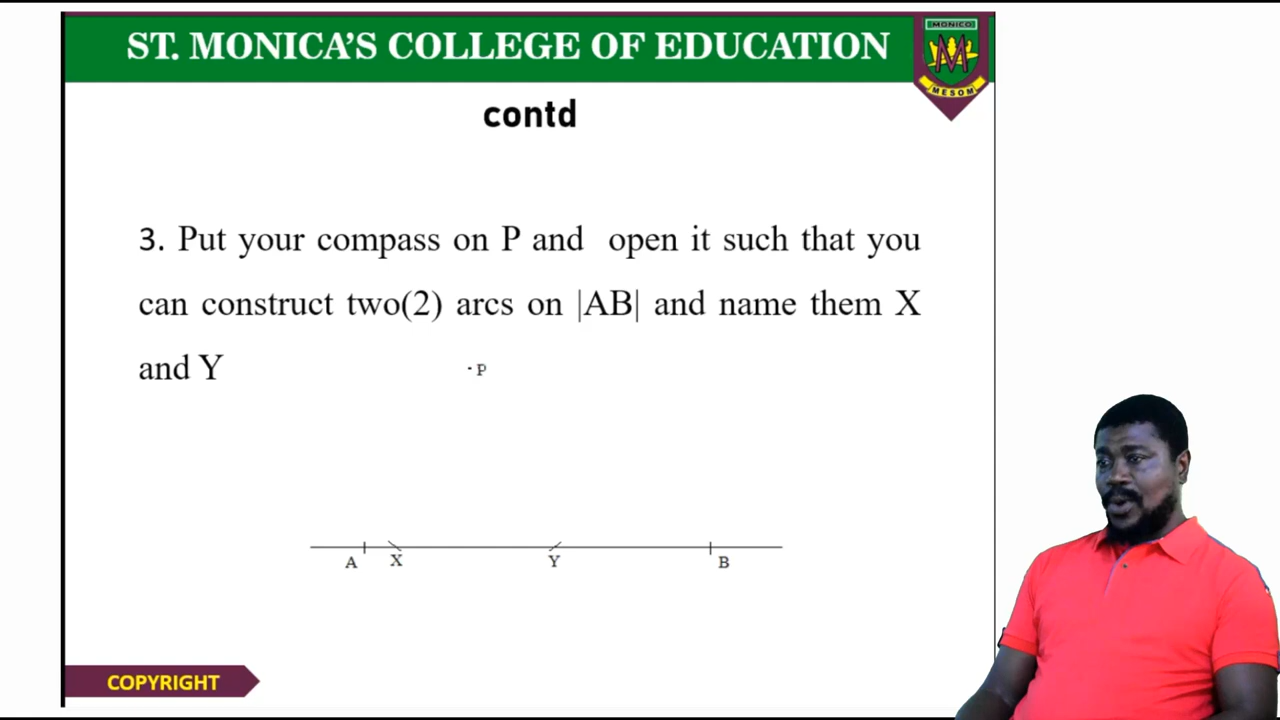 ST. MONICA'S COLLEGE OF EDUCATION
MONICO
M
MESOM
contd
3. Put your compass on P and open it such that you
can construct two(2) arcs on |AB| and name them X
and Y
P
A X Y B
COPYRIGHT